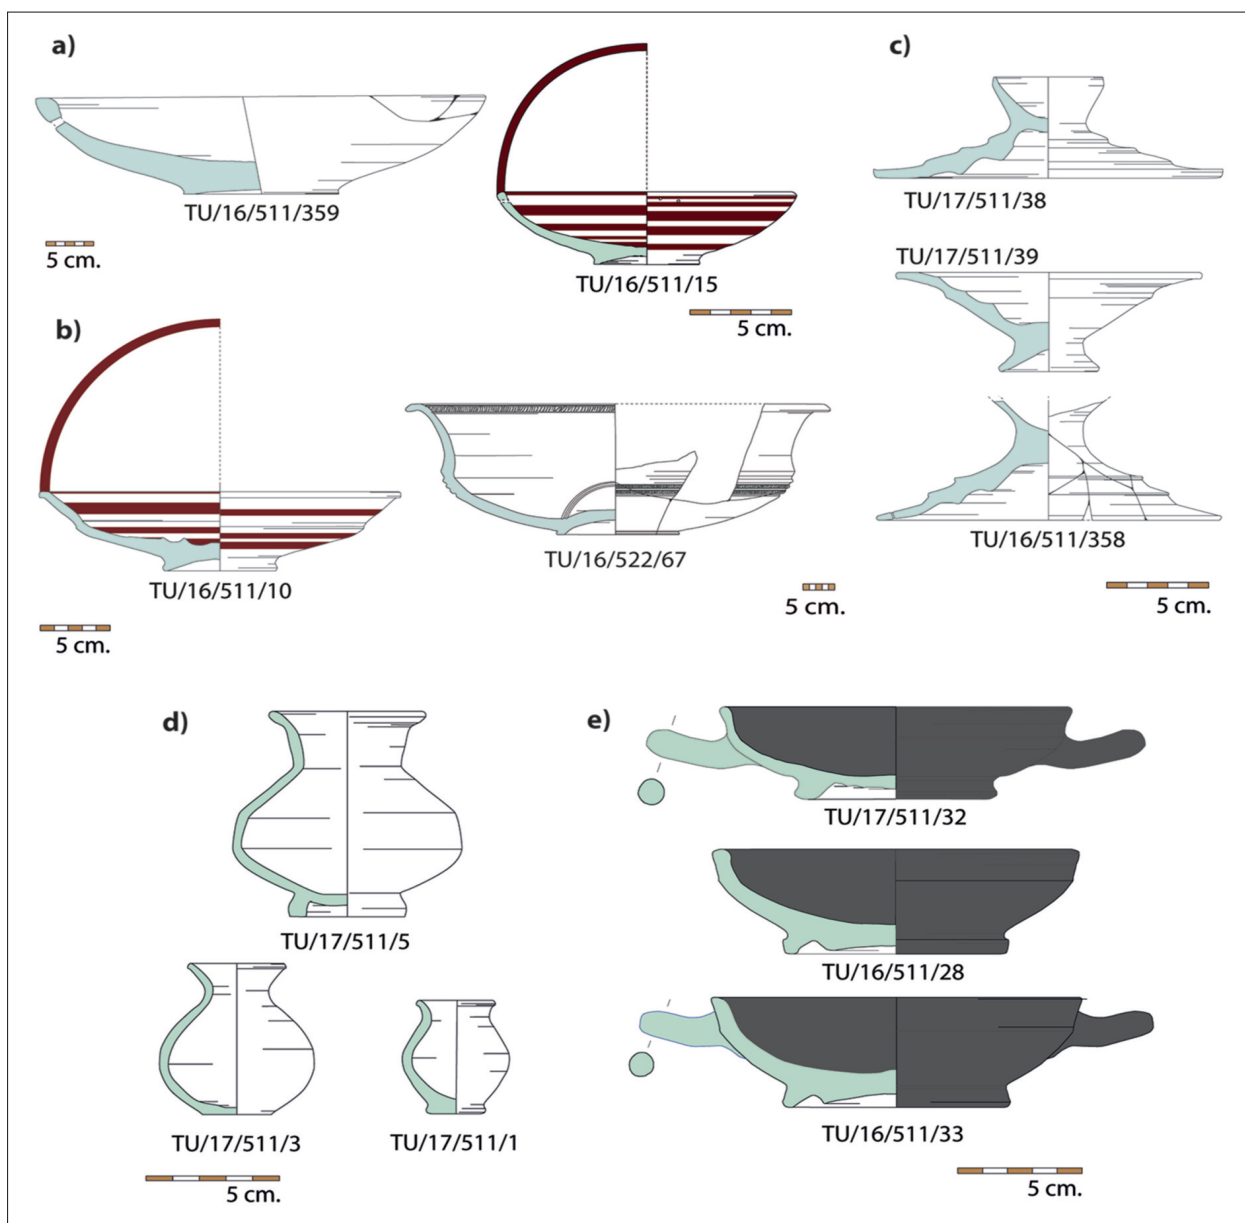 a)
TU/16/511/359
5 cm.
TU/16/511/15
5 cm.
b)
TU/16/511/10
5 cm.
TU/16/522/67
5 cm.
c)
TU/17/511/38
TU/17/511/39
TU/16/511/358
5 cm.
d)
TU/17/511/5
TU/17/511/3
TU/17/511/1
5 cm.
e)
TU/17/511/32
TU/16/511/28
TU/16/511/33
5 cm.